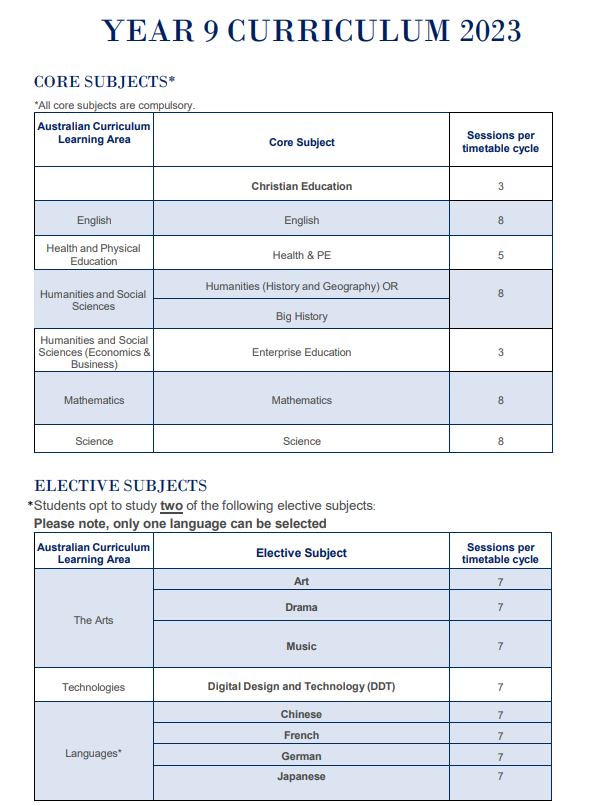 YEAR 9 CURRICULUM 2023
CORE SUBJECTS*
*All core subjects are compulsory.
Australian Curriculum
Learning Area
Core Subject
Sessions per
timetable cycle
Christian Education
3
English
English
8
Health and Physical
Education
Health & PE
5
Humanities and Social
Sciences
Humanities (History and Geography) OR
Big History
8
Humanities and Social
Sciences (Economics &
Business)
Enterprise Education
3
Mathematics
Mathematics
8
Science
Science
8
ELECTIVE SUBJECTS
*Students opt to study two of the following elective subjects:
Please note, only one language can be selected
Australian Curriculum
Learning Area
Elective Subject
Sessions per
timetable cycle
The Arts
Art
7
Drama
7
Music
7
Technologies
Digital Design and Technology (DDT)
7
Languages*
Chinese
7
French
7
German
7
Japanese
7